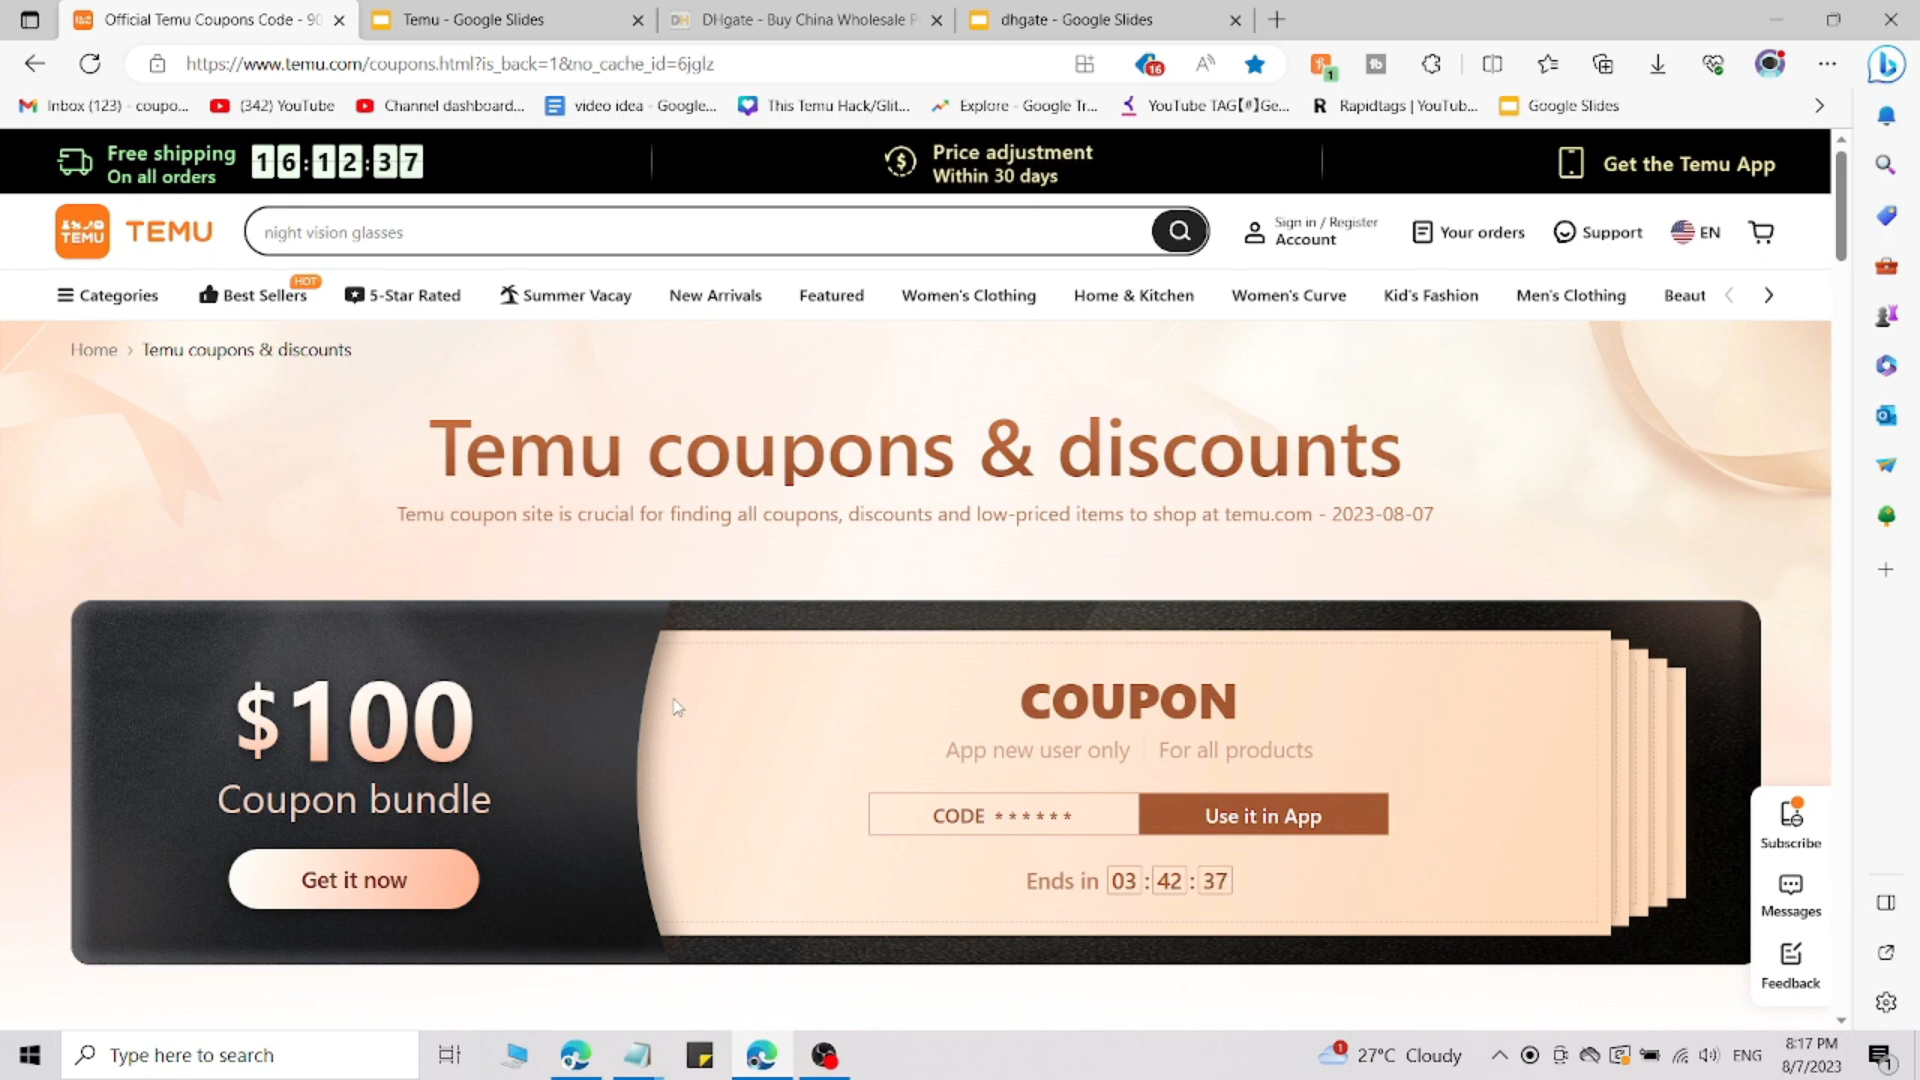 Official Temu Coupons Code - 90
Temu - Google Slides
DHgate - Buy China Wholesale P
dhgate - Google Slides
https://www.temu.com/coupons.html?is_back=1&no_cache_id=6jglz
16
1
Inbox (123) - coupo...
(342) YouTube
Channel dashboard...
video idea - Google...
This Temu Hack/Glit...
Explore - Google Tr...
YouTube TAG【#】Ge...
Rapidtags | YouTub...
Google Slides
Free shipping
On all orders
16:12:37
Price adjustment
Within 30 days
Get the Temu App
TEMU
TEMU
night vision glasses
Sign in / Register
Account
Your orders
Support
EN
Categories
Best Sellers
HOT
5-Star Rated
Summer Vacay
New Arrivals
Featured
Women's Clothing
Home & Kitchen
Women's Curve
Kid's Fashion
Men's Clothing
Beaut
Home › Temu coupons & discounts
Temu coupons & discounts
Temu coupon site is crucial for finding all coupons, discounts and low-priced items to shop at temu.com - 2023-08-07
$100
Coupon bundle
Get it now
COUPON
App new user only
For all products
CODE ******
Use it in App
Ends in 03 : 42 : 37
Subscribe
Messages
Feedback
Type here to search
1
27°C Cloudy
ENG
8:17 PM
8/7/2023
1